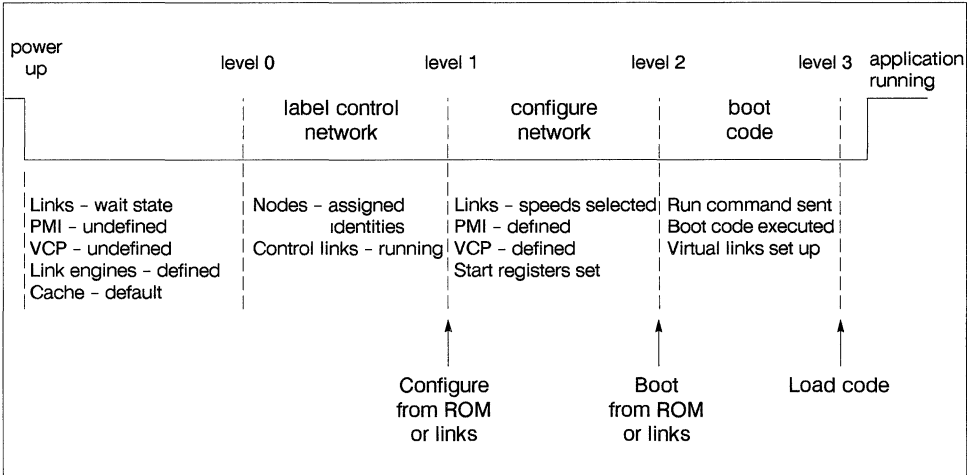 power
up
level 0
level 1
level 2
level 3
application
running
label control
network
configure
network
boot
code
Links – wait state
PMI – undefined
VCP – undefined
Link engines – defined
Cache – default
Nodes – assigned
identities
Control links – running
Links – speeds selected
PMI – defined
VCP – defined
Start registers set
Run command sent
Boot code executed
Virtual links set up
Configure
from ROM
or links
Boot
from ROM
or links
Load code